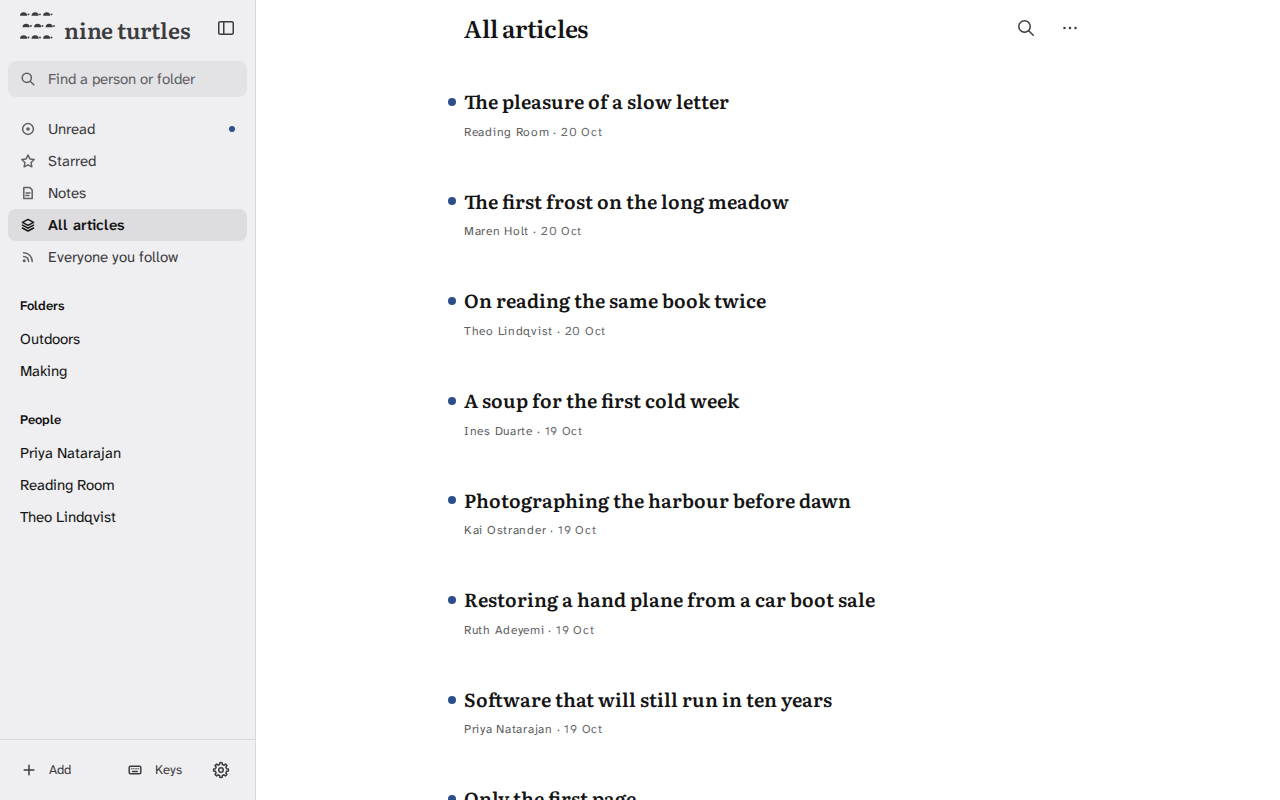 nine turtles
Find a person or folder
Unread
Starred
Notes
All articles
Everyone you follow
Folders
Outdoors
Making
People
Priya Natarajan
Reading Room
Theo Lindqvist
Add
Keys
All articles
The pleasure of a slow letter
Reading Room · 20 Oct
The first frost on the long meadow
Maren Holt · 20 Oct
On reading the same book twice
Theo Lindqvist · 20 Oct
A soup for the first cold week
Ines Duarte · 19 Oct
Photographing the harbour before dawn
Kai Ostrander · 19 Oct
Restoring a hand plane from a car boot sale
Ruth Adeyemi · 19 Oct
Software that will still run in ten years
Priya Natarajan · 19 Oct
Only the first page